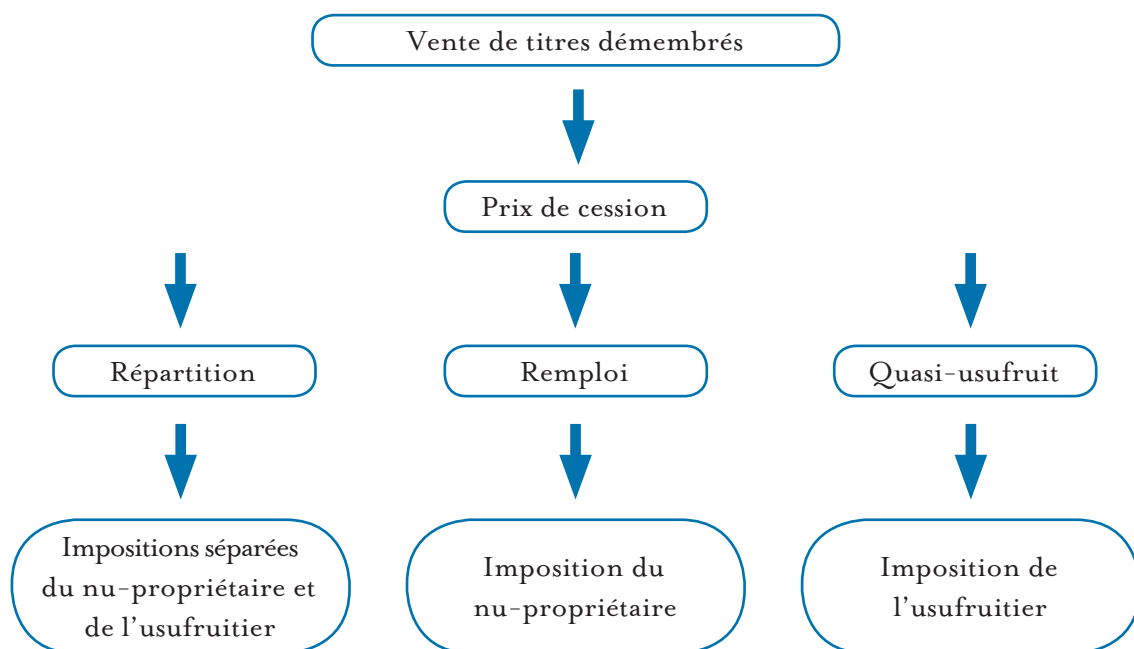 Vente de titres démembrés
Prix de cession
Répartition
Remploi
Quasi-usufruit
Impositions séparées
du nu-propriétaire et
de l'usufruitier
Imposition du
nu-propriétaire
Imposition de
l'usufruitier